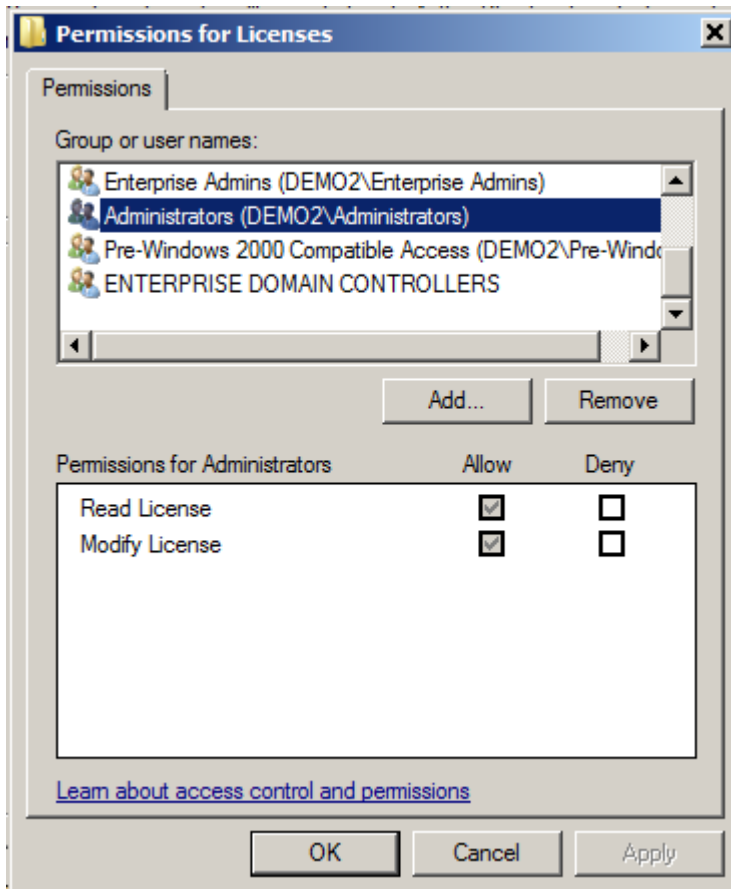 Permissions for Licenses
Permissions
Group or user names:
Enterprise Admins (DEMO2\Enterprise Admins)
Administrators (DEMO2\Administrators)
Pre-Windows 2000 Compatible Access (DEMO2\Pre-Windo
ENTERPRISE DOMAIN CONTROLLERS
Add... Remove
Permissions for Administrators Allow Deny
Read License
Modify License
Learn about access control and permissions
OK Cancel Apply